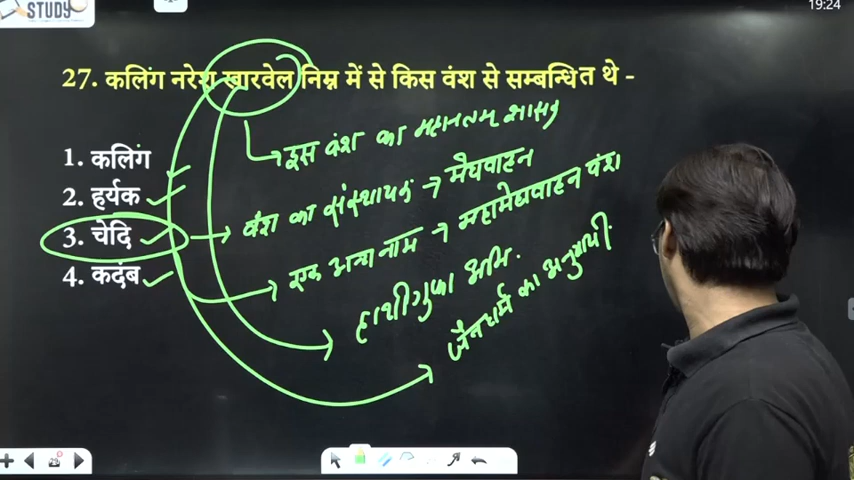 STUDY
19:24
27. कलिंग नरेश खारवेल निम्न में से किस वंश से सम्बन्धित थे -
इस वंश का महानतम शासक
1. कलिंग
2. हर्यक
3. चेदि
4. कदंब
वंश का संस्थापक → मेघवाहन
एक अन्य नाम → महामेघवाहन वंश
हाथीगुफा अभि.
जैनधर्म का अनुयायी